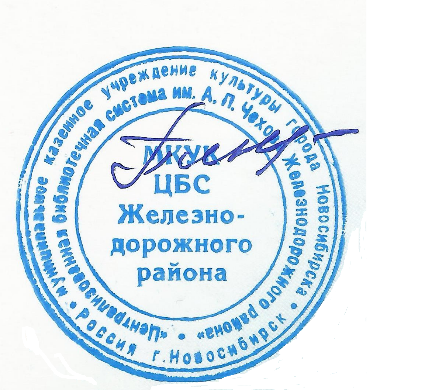 Муниципальное казенное учреждение культуры города Новосибирска
• Россия г.Новосибирск •
«Централизованная библиотечная система им. А. П. Чехова Железнодорожного района» •
МКУК
ЦБС
Железно-
дорожного
района